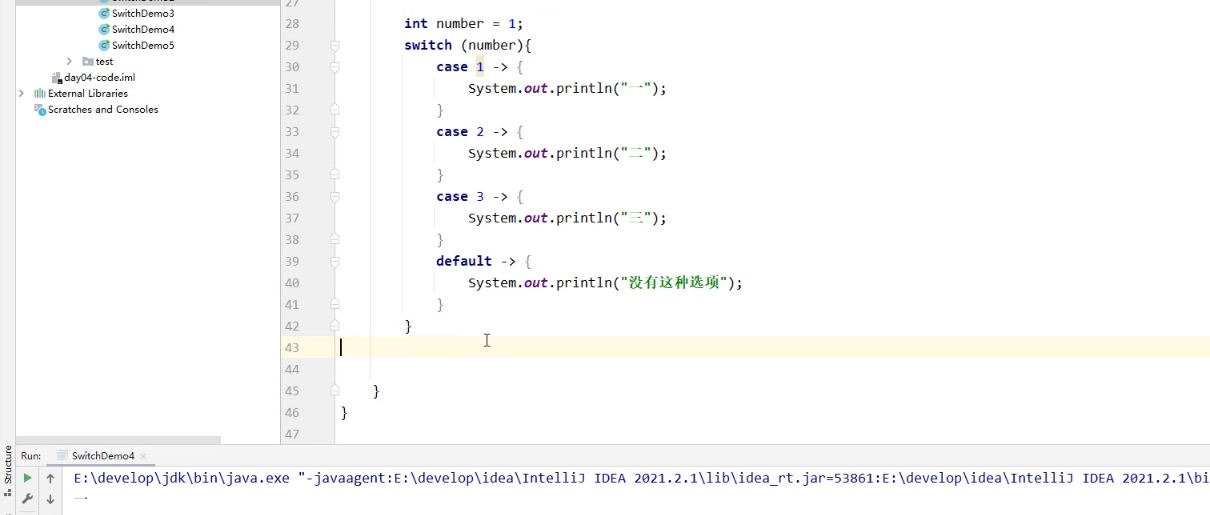 SwitchDemo3
SwitchDemo4
SwitchDemo5
test
day04-code.iml
External Libraries
Scratches and Consoles
27
28 int number = 1;
29 switch (number){
30 case 1 -> {
31 System.out.println("一");
32 }
33 case 2 -> {
34 System.out.println("二");
35 }
36 case 3 -> {
37 System.out.println("三");
38 }
39 default -> {
40 System.out.println("没有这种选项");
41 }
42 }
43
44
45 }
46 }
47
Structure
Run: SwitchDemo4
E:\develop\jdk\bin\java.exe "-javaagent:E:\develop\idea\IntelliJ IDEA 2021.2.1\lib\idea_rt.jar=53861:E:\develop\idea\IntelliJ IDEA 2021.2.1\bi
一